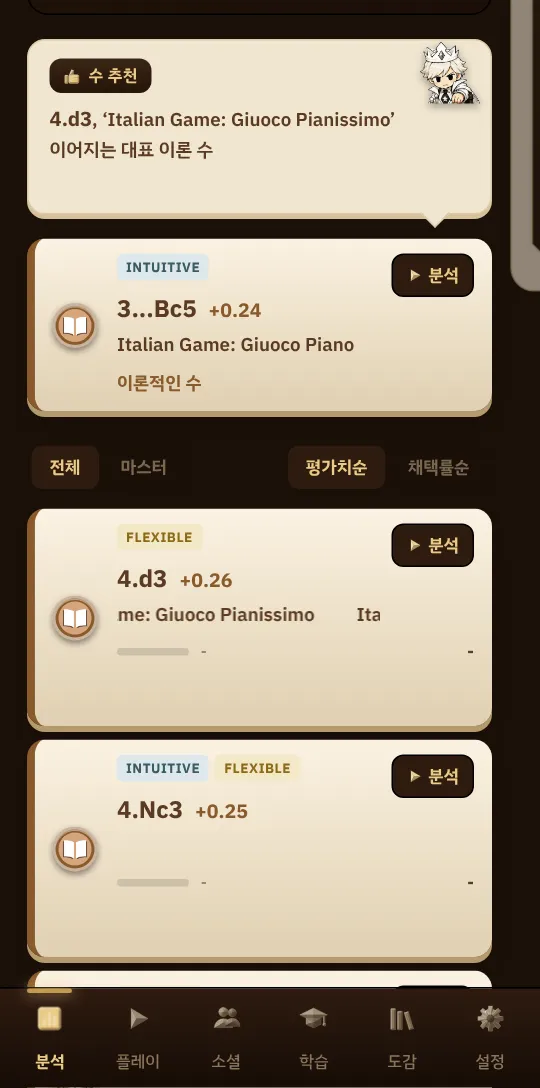 수 추천
4.d3, ‘Italian Game: Giuoco Pianissimo’
이어지는 대표 이론 수
INTUITIVE
분석
3...Bc5 +0.24
Italian Game: Giuoco Piano
이론적인 수
전체 마스터 평가치순 채택률순
FLEXIBLE
분석
4.d3 +0.26
me: Giuoco Pianissimo Ita
- -
INTUITIVE FLEXIBLE
분석
4.Nc3 +0.25
- -
분석 플레이 소셜 학습 도감 설정